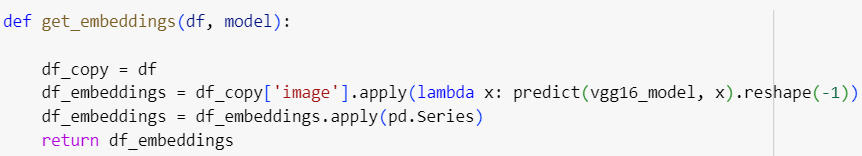 def get_embeddings(df, model):
df_copy = df
df_embeddings = df_copy['image'].apply(lambda x: predict(vgg16_model, x).reshape(-1))
df_embeddings = df_embeddings.apply(pd.Series)
return df_embeddings